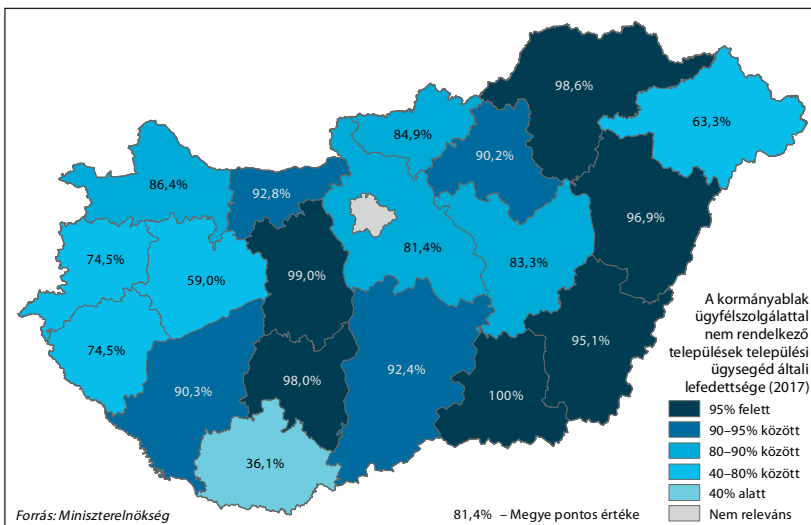 98,6%
63,3%
84,9%
90,2%
86,4%
92,8%
96,9%
81,4%
74,5%
99,0%
83,3%
59,0%
74,5%
95,1%
92,4%
90,3%
98,0%
100%
36,1%
A kormányablak
ügyfélszolgálattal
nem rendelkező
települések települési
ügysegéd általi
lefedettsége (2017)
95% felett
90–95% között
80–90% között
40–80% között
40% alatt
Nem releváns
81,4% – Megye pontos értéke
Forrás: Miniszterelnökség